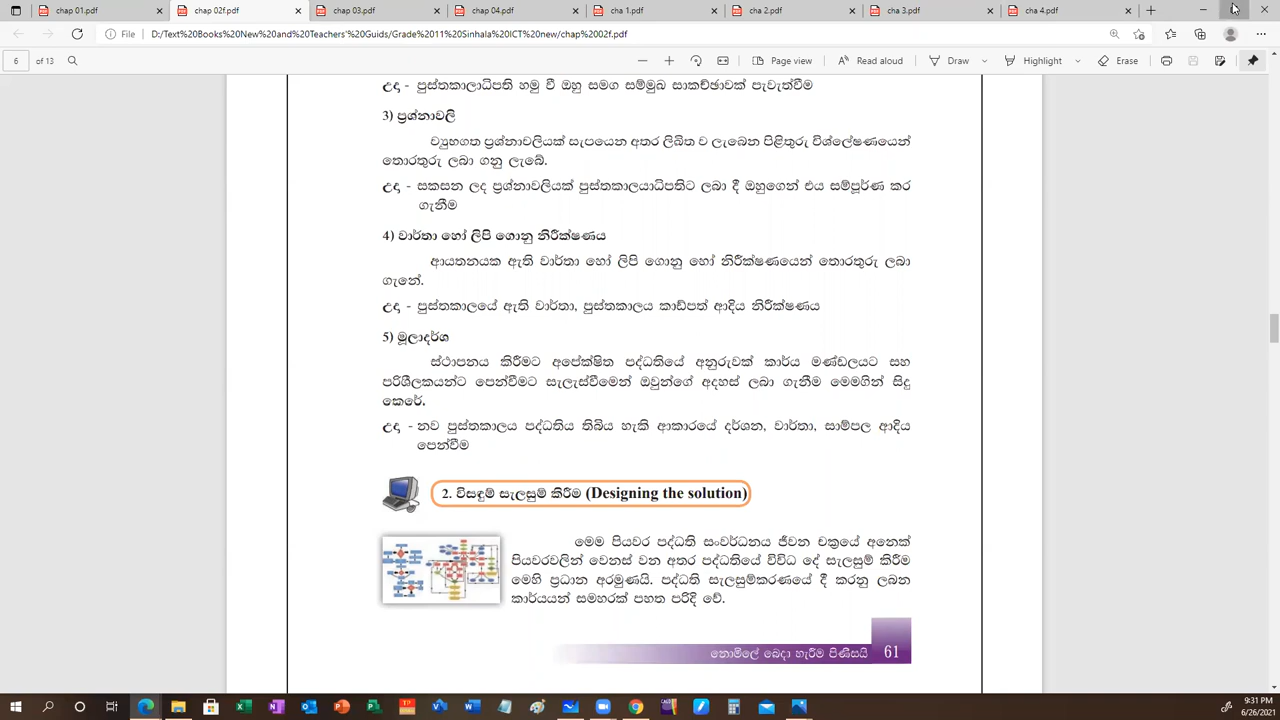 chap 01.pdf
chap 02f.pdf
chap 03.pdf
chap 04.pdf
cha 1.pdf
cha 2.pdf
cha 3.pdf
cha 4.pdf
File
D:/Text%20Books%20New%20and%20Teachers'%20Guids/Grade%2011%20Sinhala%20ICT%20new/chap%2002f.pdf
6 of 13
Page view
Read aloud
Draw
Highlight
Erase
උදා - පුස්තකාලාධිපති හමු වී ඔහු සමග සම්මුඛ සාකච්ඡාවක් පැවැත්වීම
3) ප්‍රශ්නාවලි
ව්‍යුහගත ප්‍රශ්නාවලියක් සැපයෙන අතර ලිඛිත ව ලැබෙන පිළිතුරු විශ්ලේෂණයෙන්
තොරතුරු ලබා ගනු ලැබේ.
උදා - සකසන ලද ප්‍රශ්නාවලියක් පුස්තකාලයාධිපතිට ලබා දී ඔහුගෙන් එය සම්පූර්ණ කර
ගැනීම
4) වාර්තා හෝ ලිපි ගොනු නිරීක්ෂණය
ආයතනයක ඇති වාර්තා හෝ ලිපි ගොනු හෝ නිරීක්ෂණයෙන් තොරතුරු ලබා
ගැනේ.
උදා - පුස්තකාලයේ ඇති වාර්තා, පුස්තකාලය කාඩ්පත් ආදිය නිරීක්ෂණය
5) මූලාදර්ශ
ස්ථාපනය කිරීමට අපේක්ෂිත පද්ධතියේ අනුරුවක් කාර්ය මණ්ඩලයට සහ
පරිශීලකයන්ට පෙන්වීමට සැලැස්වීමෙන් ඔවුන්ගේ අදහස් ලබා ගැනීම මෙමගින් සිදු
කෙරේ.
උදා - නව පුස්තකාලය පද්ධතිය තිබිය හැකි ආකාරයේ දර්ශන, වාර්තා, සාම්පල ආදිය
පෙන්වීම
2. විසඳුම් සැලසුම් කිරීම (Designing the solution)
මෙම පියවර පද්ධති සංවර්ධනය ජීවන චක්‍රයේ අනෙක්
පියවරවලින් වෙනස් වන අතර පද්ධතියේ විවිධ දේ සැලසුම් කිරීම
මෙහි ප්‍රධාන අරමුණයි. පද්ධති සැලසුම්කරණයේ දී කරනු ලබන
කාර්යයන් සමහරක් පහත පරිදි වේ.
නොමිලේ බෙදා හැරීම පිණිසයි 61
9:31 PM
6/26/2021